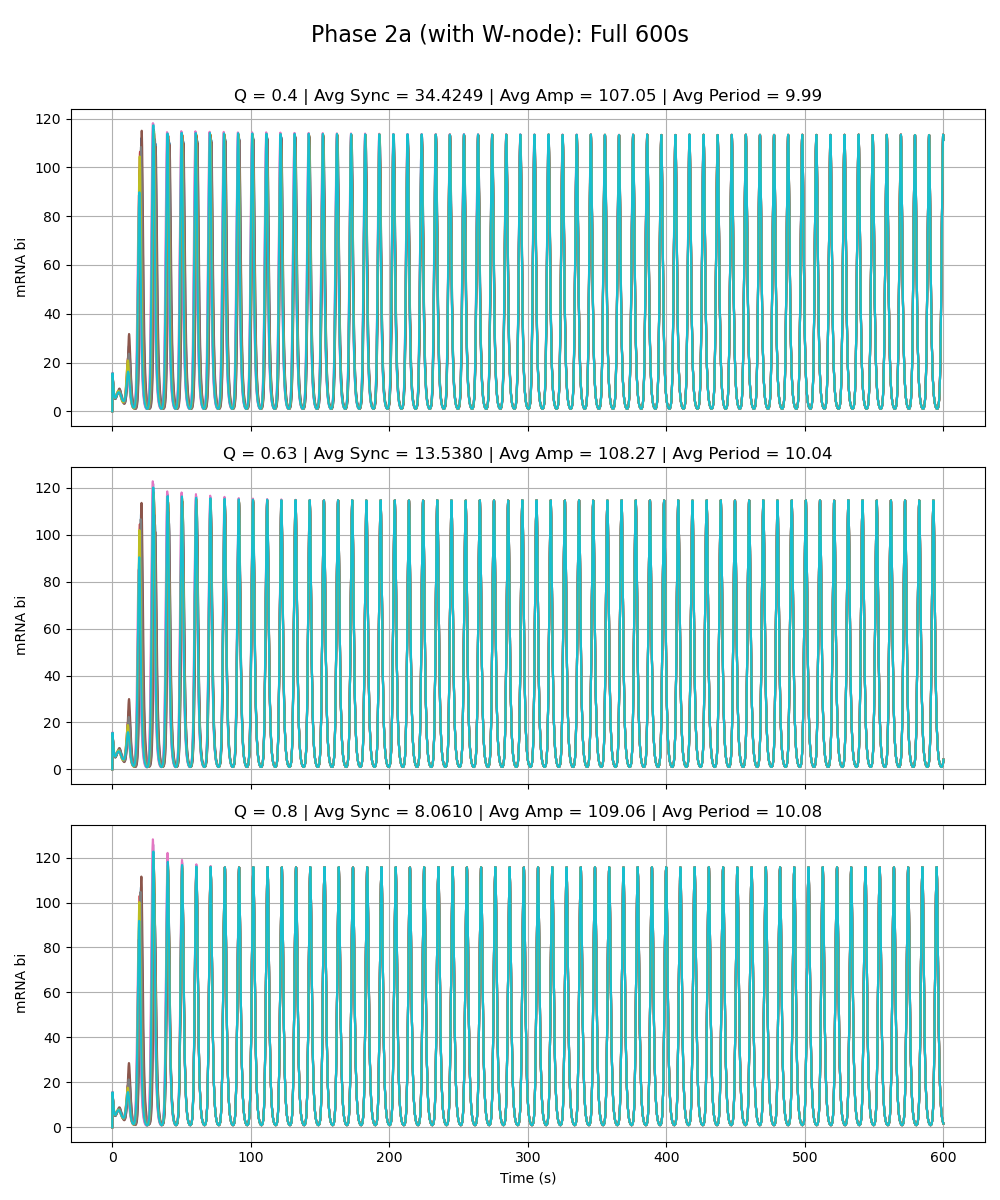 Phase 2a (with W-node): Full 600s
Q = 0.4 | Avg Sync = 34.4249 | Avg Amp = 107.05 | Avg Period = 9.99
120
100
80
60
40
20
0
mRNA bi
Q = 0.63 | Avg Sync = 13.5380 | Avg Amp = 108.27 | Avg Period = 10.04
120
100
80
60
40
20
0
mRNA bi
Q = 0.8 | Avg Sync = 8.0610 | Avg Amp = 109.06 | Avg Period = 10.08
120
100
80
60
40
20
0
mRNA bi
0 100 200 300 400 500 600
Time (s)